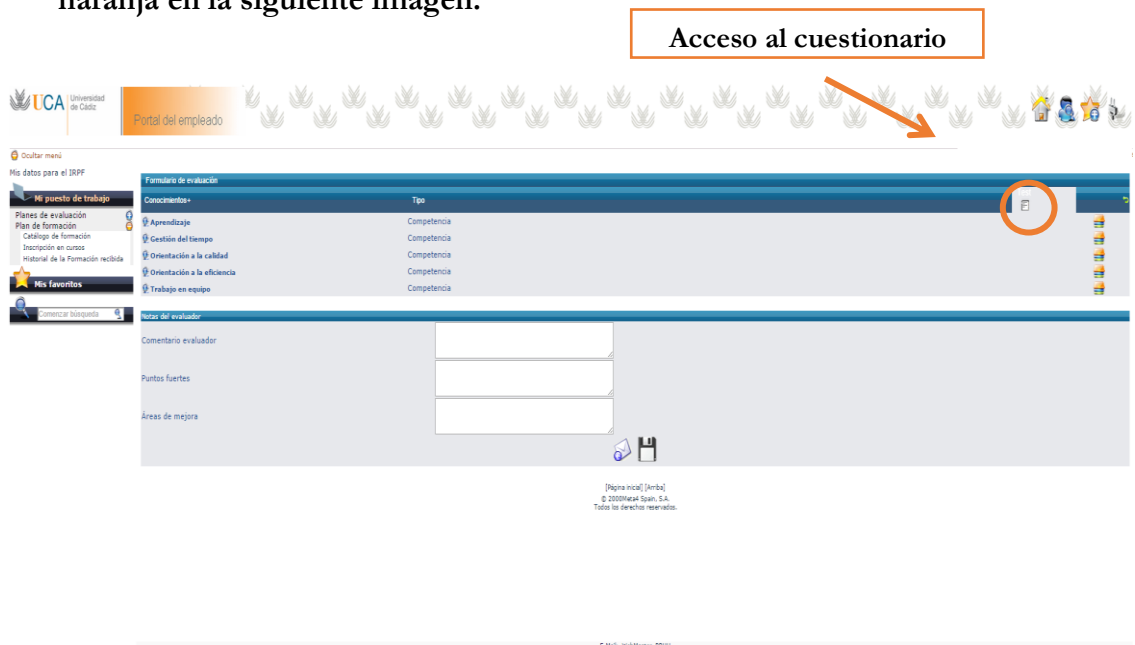 naranja en la siguiente imagen.
Acceso al cuestionario
UCA Universidad de Cádiz
Portal del empleado
Ocultar menú
Mis datos para el IRPF
Mi puesto de trabajo
Planes de evaluación
Plan de formación
Catálogo de formación
Inscripción en cursos
Historial de la Formación recibida
Mis favoritos
Comenzar búsqueda
Formulario de evaluación
Conocimientos+ Tipo
Aprendizaje Competencia
Gestión del tiempo Competencia
Orientación a la calidad Competencia
Orientación a la eficiencia Competencia
Trabajo en equipo Competencia
Notas del evaluador
Comentario evaluador
Puntos fuertes
Áreas de mejora
[Página inicial] [Arriba]
© 2000Meta4 Spain, S.A.
Todos los derechos reservados.